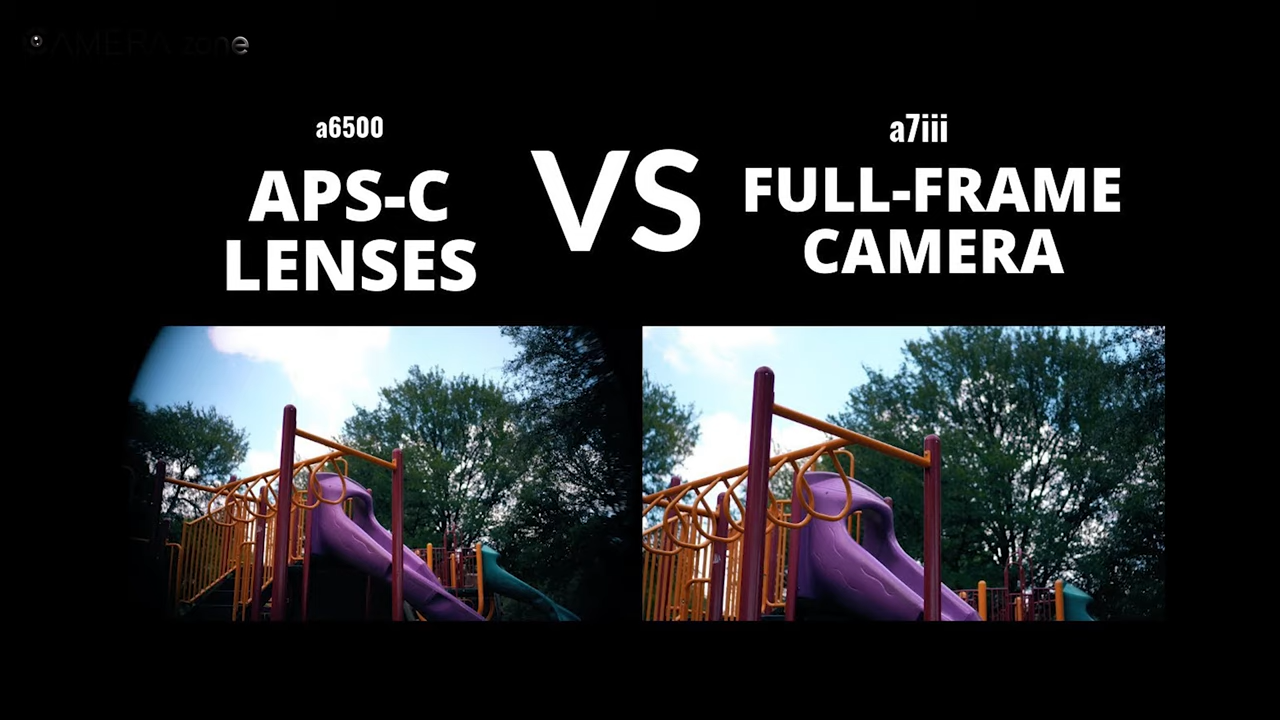 CAMERA zone
a6500
APS-C
LENSES
VS
a7iii
FULL-FRAME
CAMERA